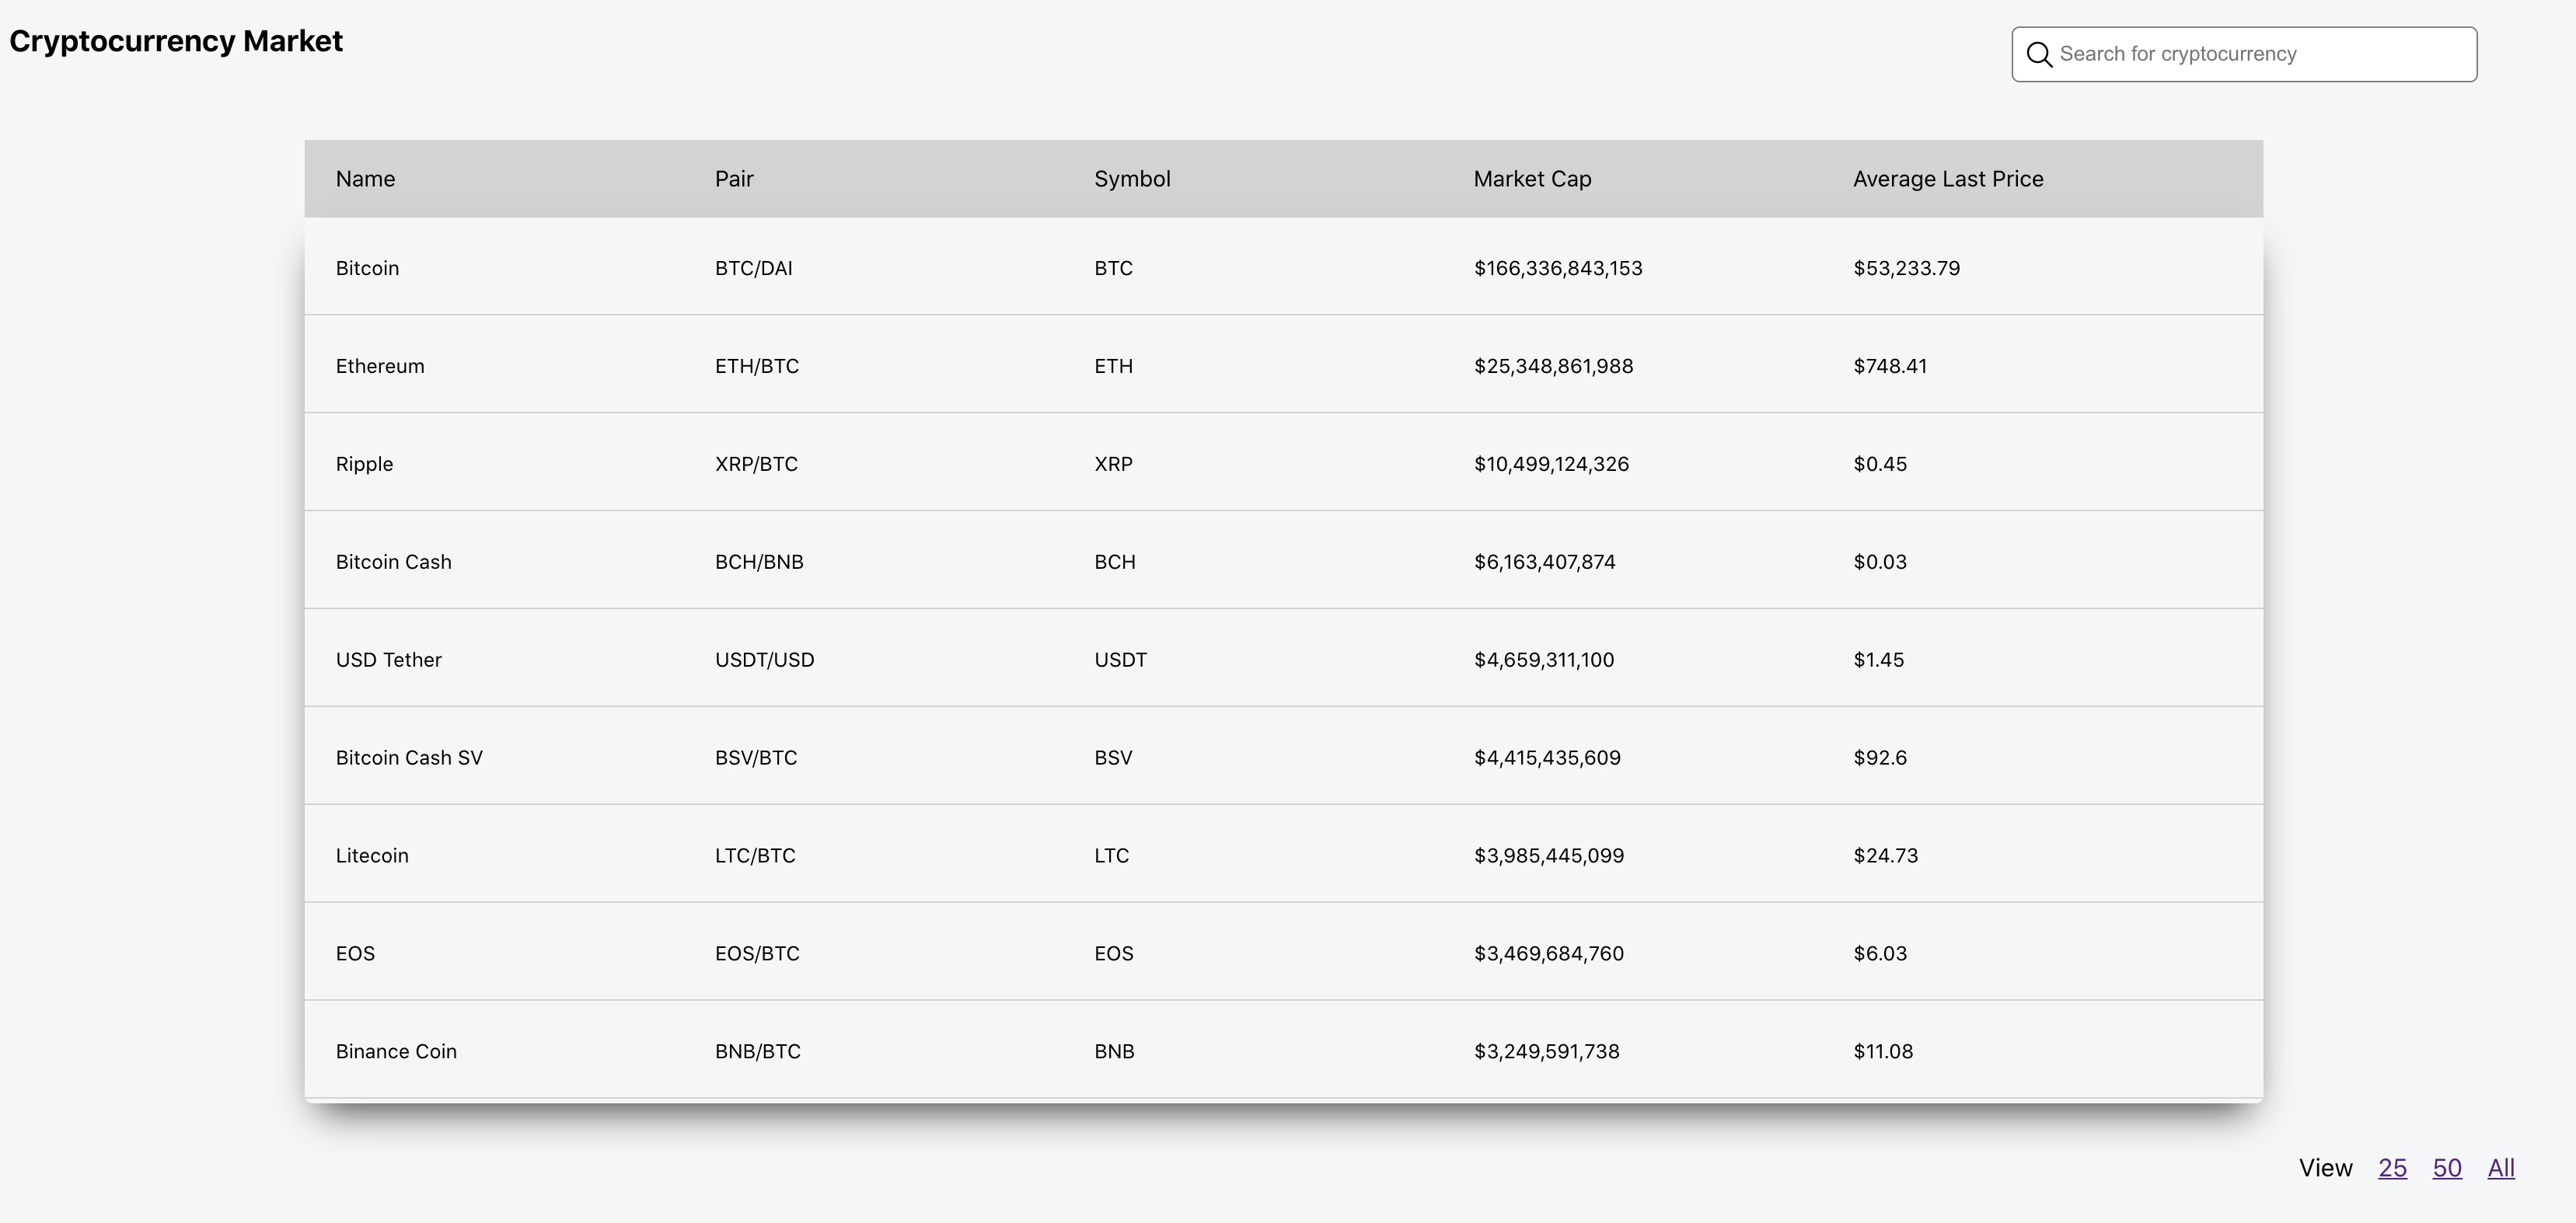 Cryptocurrency Market
Search for cryptocurrency
Name Pair Symbol Market Cap Average Last Price
Bitcoin BTC/DAI BTC $166,336,843,153 $53,233.79
Ethereum ETH/BTC ETH $25,348,861,988 $748.41
Ripple XRP/BTC XRP $10,499,124,326 $0.45
Bitcoin Cash BCH/BNB BCH $6,163,407,874 $0.03
USD Tether USDT/USD USDT $4,659,311,100 $1.45
Bitcoin Cash SV BSV/BTC BSV $4,415,435,609 $92.6
Litecoin LTC/BTC LTC $3,985,445,099 $24.73
EOS EOS/BTC EOS $3,469,684,760 $6.03
Binance Coin BNB/BTC BNB $3,249,591,738 $11.08
View 25 50 All